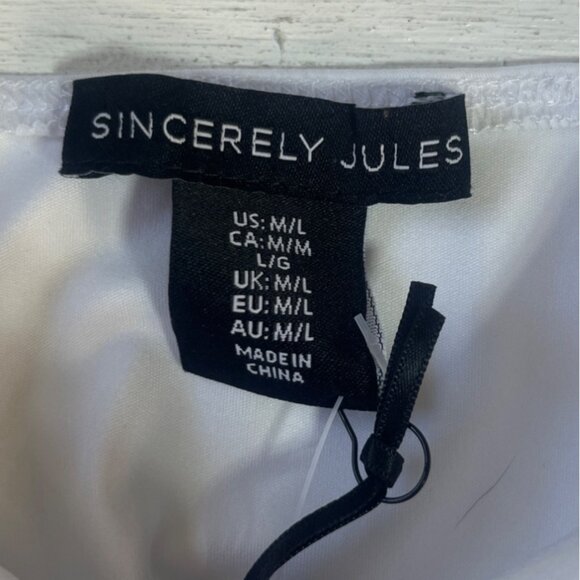 SINCERELY JULES
US: M/L
CA: M/M
L/G
UK: M/L
EU: M/L
AU: M/L
MADE IN
CHINA